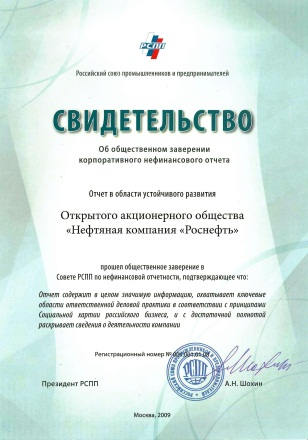 РСПП
Российский союз промышленников и предпринимателей
СВИДЕТЕЛЬСТВО
Об общественном заверении
корпоративного нефинансового отчета
Отчет в области устойчивого развития
Открытого акционерного общества
«Нефтяная компания «Роснефть»
прошел общественное заверение в
Совете РСПП по нефинансовой отчетности, подтверждающее что:
Отчет содержит в целом значимую информацию, охватывает ключевые
области ответственной деловой практики в соответствии с принципами
Социальной хартии российского бизнеса, и с достаточной полнотой
раскрывает сведения о деятельности компании
Регистрационный номер №
РСПП
Президент РСПП
А.Н. Шохин
Москва, 2009